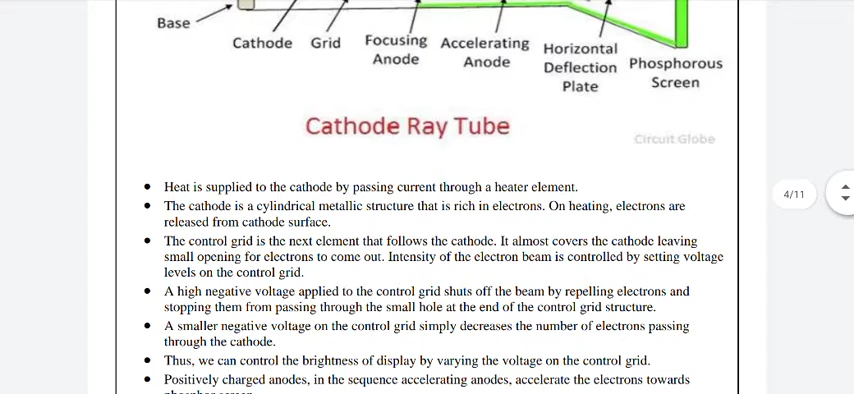 Base
Cathode Grid Focusing Anode Accelerating Anode Horizontal Deflection Plate Phosphorous Screen
Cathode Ray Tube
Circuit Globe
• Heat is supplied to the cathode by passing current through a heater element.
• The cathode is a cylindrical metallic structure that is rich in electrons. On heating, electrons are
released from cathode surface.
• The control grid is the next element that follows the cathode. It almost covers the cathode leaving
small opening for electrons to come out. Intensity of the electron beam is controlled by setting voltage
levels on the control grid.
• A high negative voltage applied to the control grid shuts off the beam by repelling electrons and
stopping them from passing through the small hole at the end of the control grid structure.
• A smaller negative voltage on the control grid simply decreases the number of electrons passing
through the cathode.
• Thus, we can control the brightness of display by varying the voltage on the control grid.
• Positively charged anodes, in the sequence accelerating anodes, accelerate the electrons towards
4/11